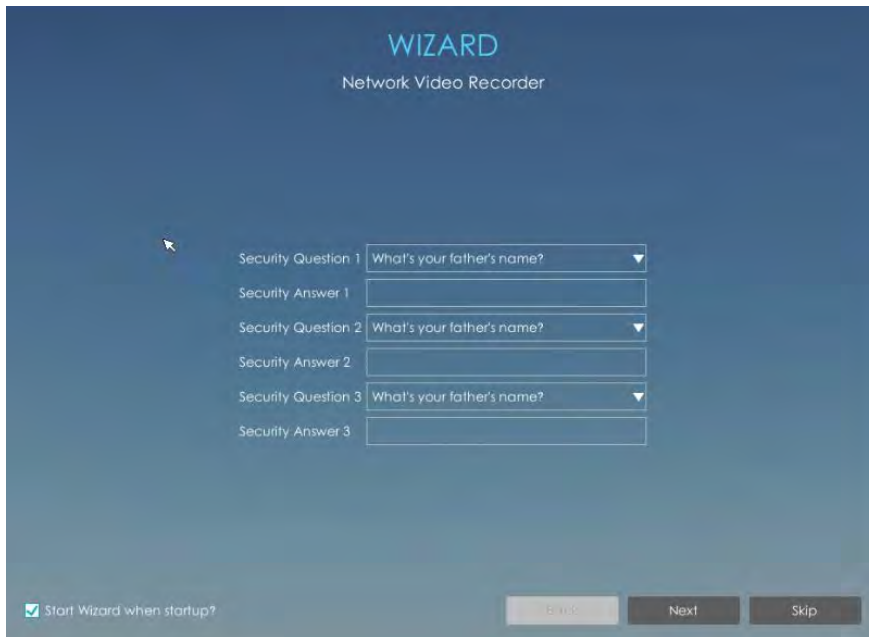 WIZARD
Network Video Recorder
Security Question 1 What's your father's name?
Security Answer 1
Security Question 2 What's your father's name?
Security Answer 2
Security Question 3 What's your father's name?
Security Answer 3
Start Wizard when startup? Next Skip